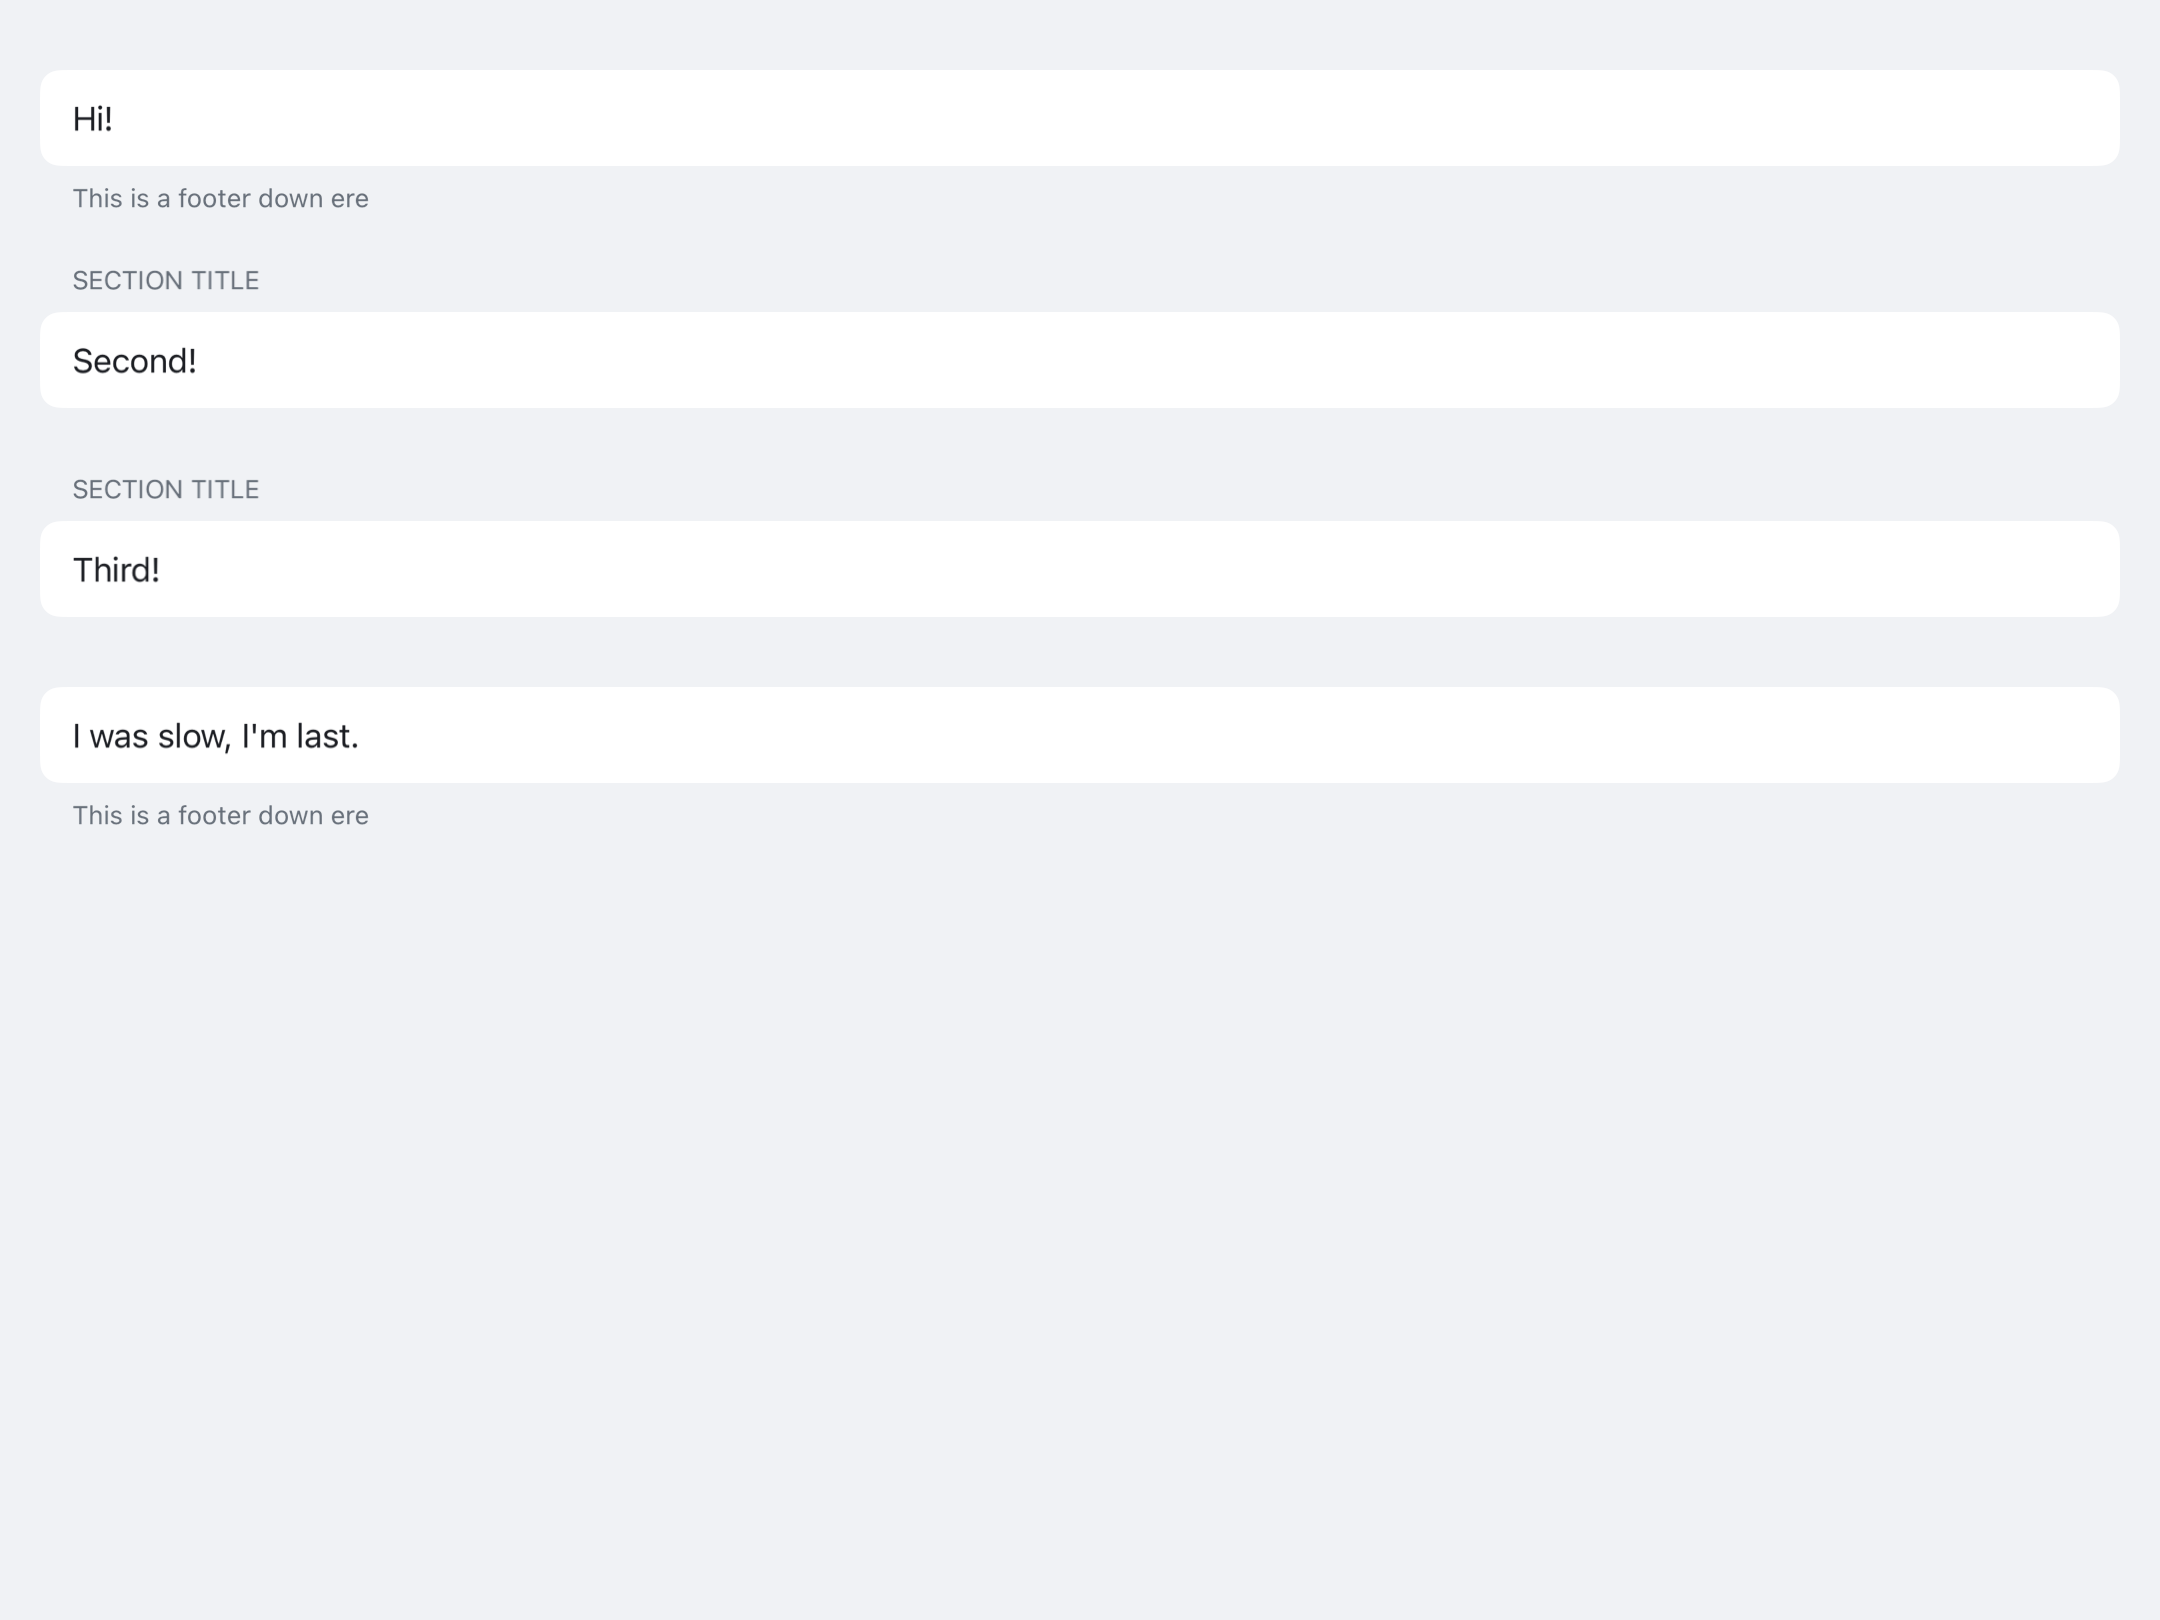 Hi!
This is a footer down ere
SECTION TITLE
Second!
SECTION TITLE
Third!
I was slow, I'm last.
This is a footer down ere